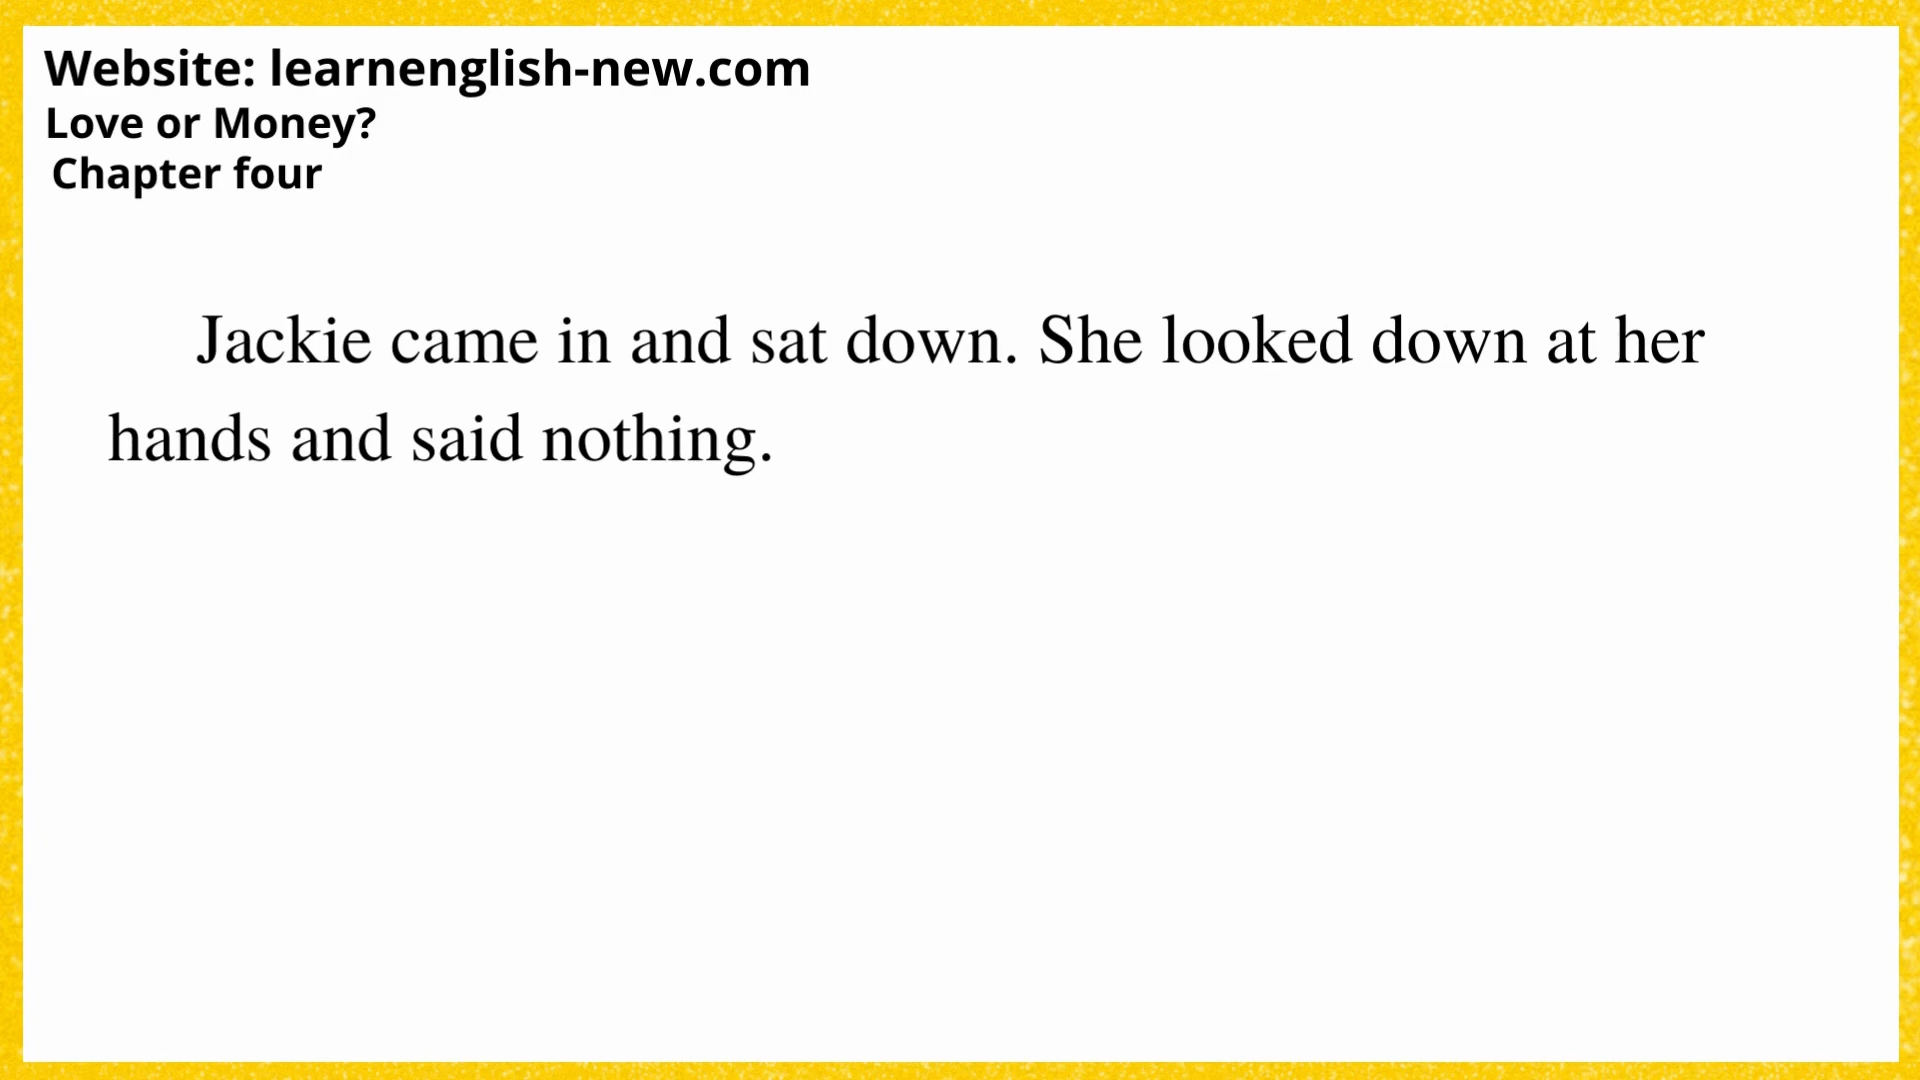 Website: learnenglish-new.com
Love or Money?
Chapter four
Jackie came in and sat down. She looked down at her
hands and said nothing.